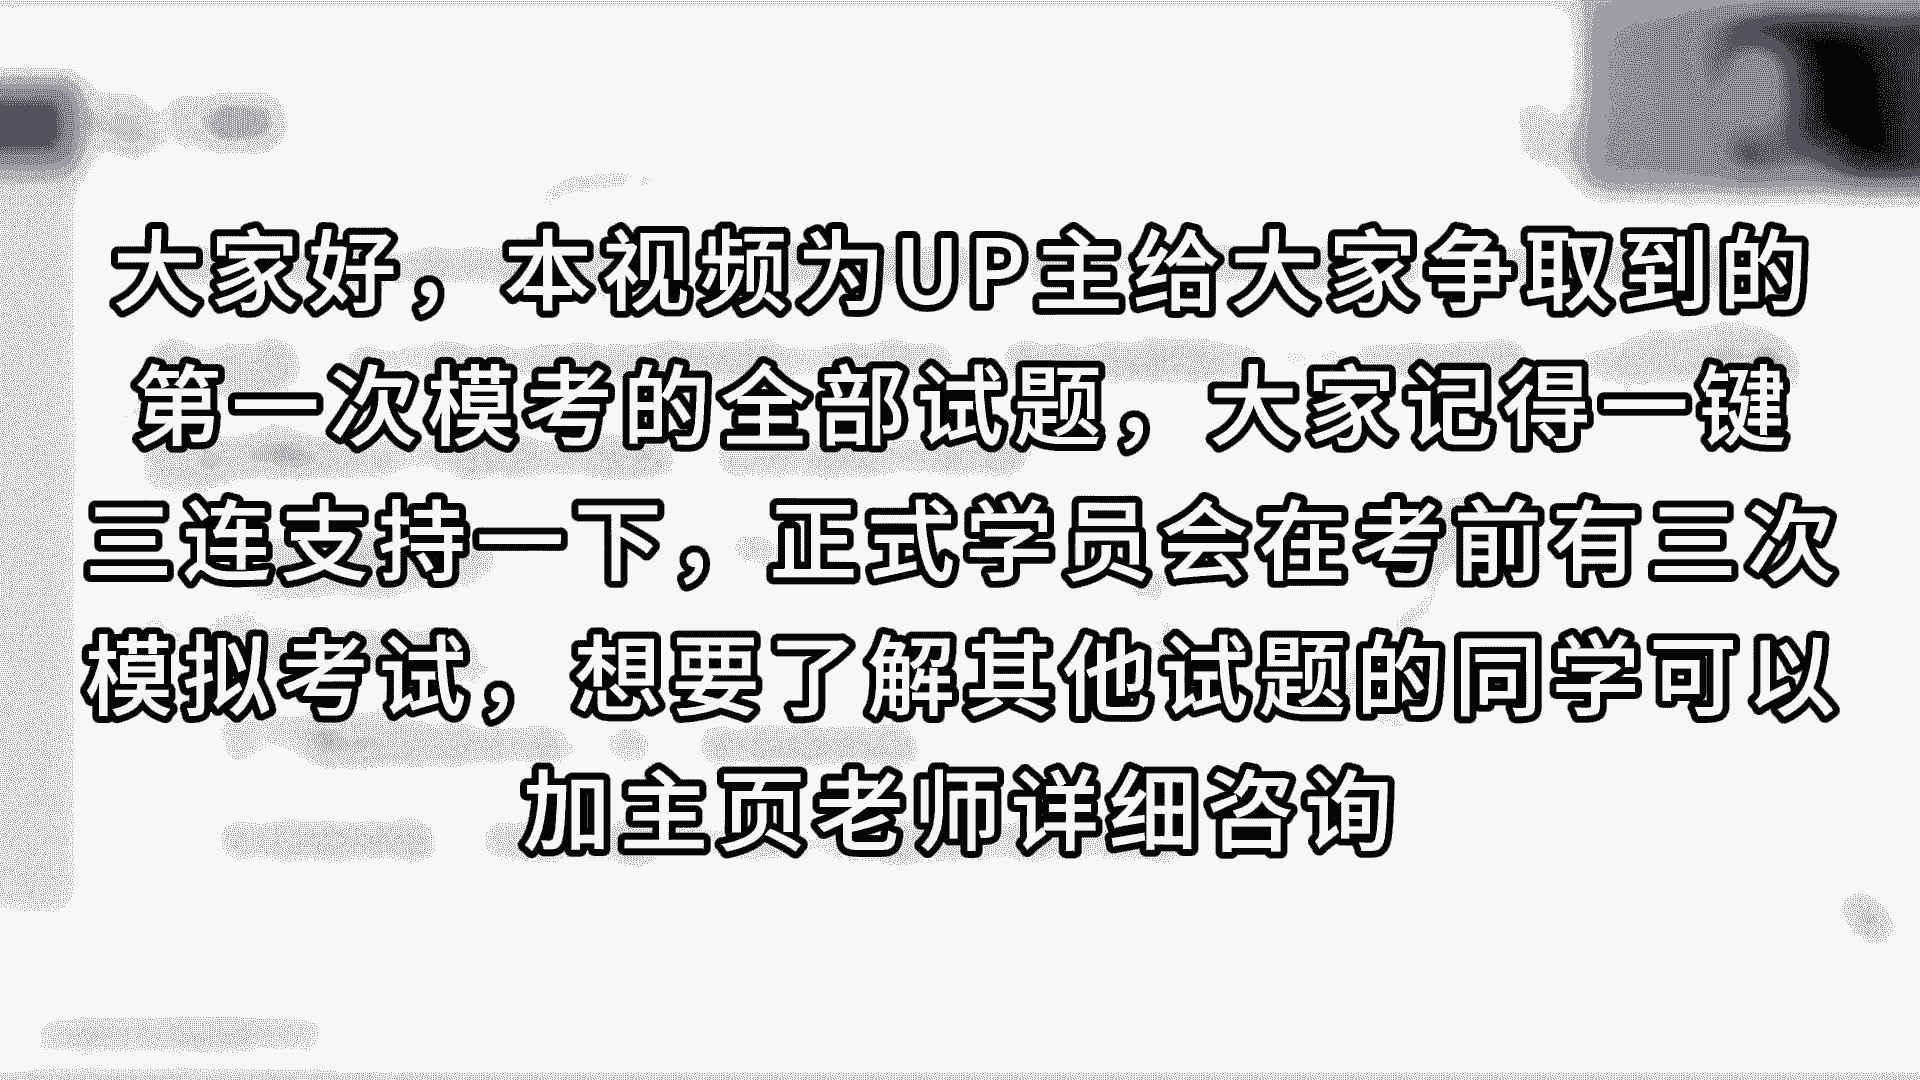 大家好，本视频为UP主给大家争取到的
第一次模考的全部试题，大家记得一键
三连支持一下，正式学员会在考前有三次
模拟考试，想要了解其他试题的同学可以
加主页老师详细咨询